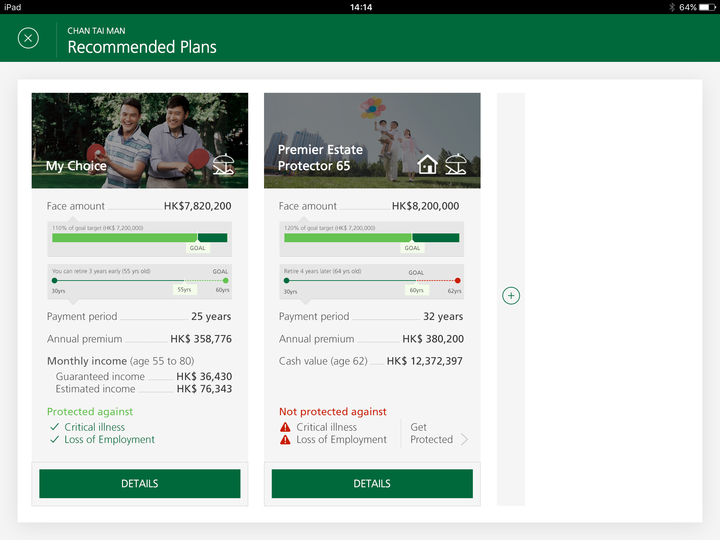 iPad
14:14
64%
CHAN TAI MAN
Recommended Plans
My Choice
Face amount HK$7,820,200
110% of goal target (HK$ 7,200,000)
GOAL
You can retire 3 years early (55 yrs old) GOAL
30yrs 55yrs 60yrs
Payment period 25 years
Annual premium HK$ 358,776
Monthly income (age 55 to 80)
Guaranteed income HK$ 36,430
Estimated income HK$ 76,343
Protected against
Critical illness
Loss of Employment
DETAILS
Premier Estate
Protector 65
Face amount HK$8,200,000
120% of goal target (HK$ 7,200,000)
GOAL
Retire 4 years later (64 yrs old) GOAL
30yrs 60yrs 62yrs
Payment period 32 years
Annual premium HK$ 380,200
Cash value (age 62) HK$ 12,372,397
Not protected against
Critical illness
Loss of Employment
Get
Protected
DETAILS